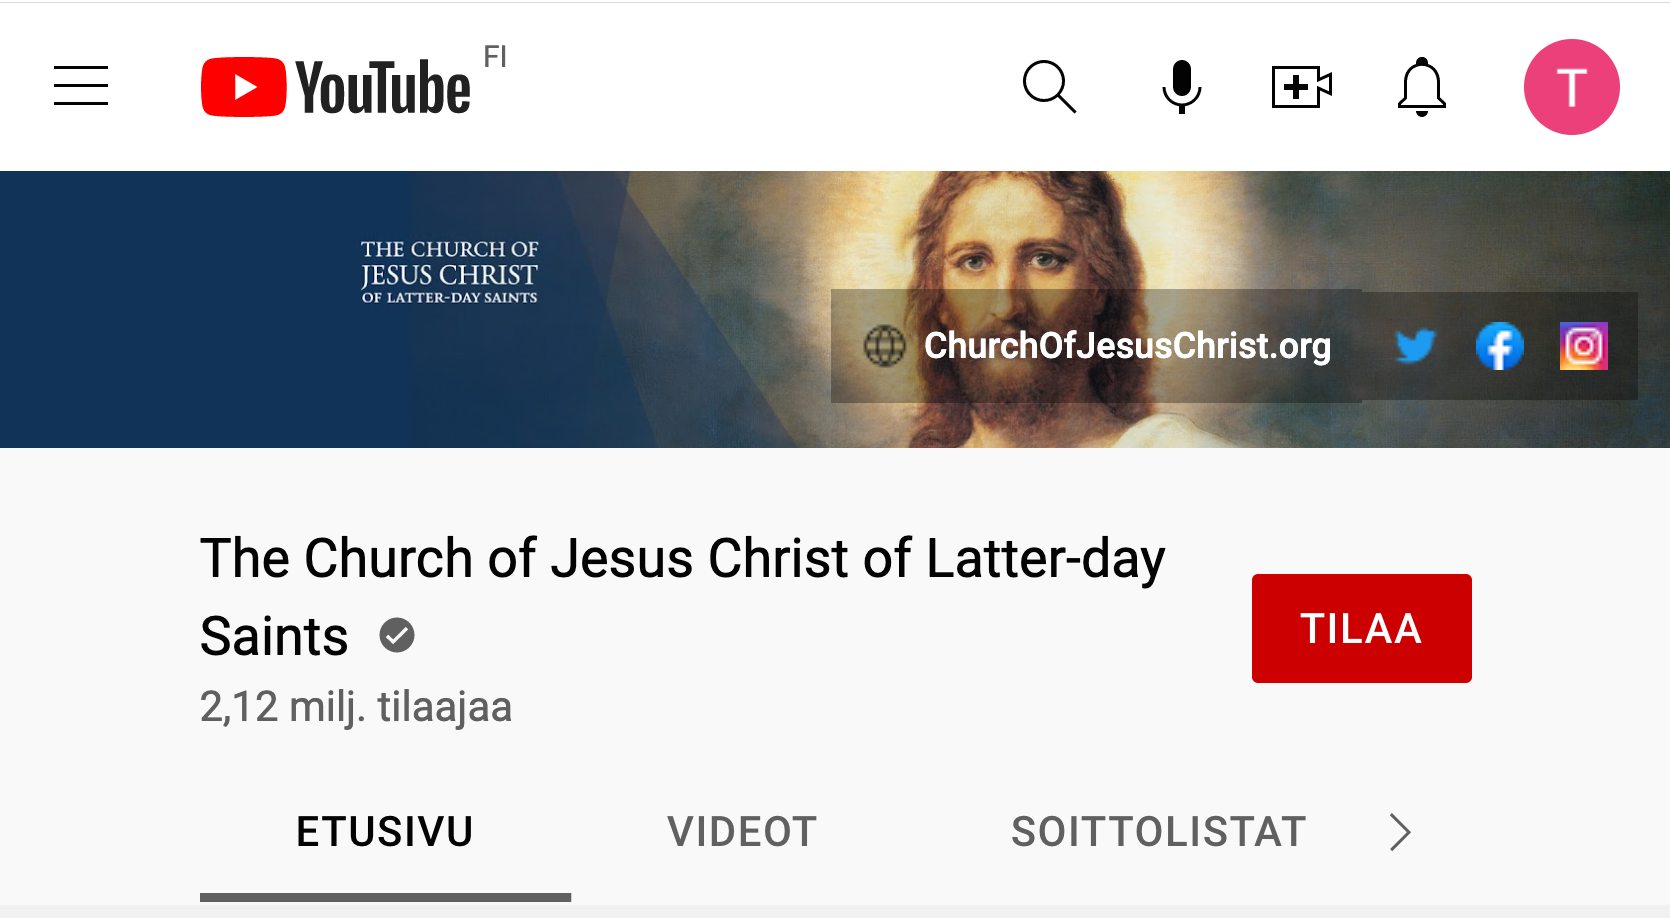 YouTube FI
T
THE CHURCH OF
JESUS CHRIST
OF LATTER-DAY SAINTS
ChurchOfJesusChrist.org
The Church of Jesus Christ of Latter-day
Saints
2,12 milj. tilaajaa
TILAA
ETUSIVU VIDEOT SOITTOLISTAT